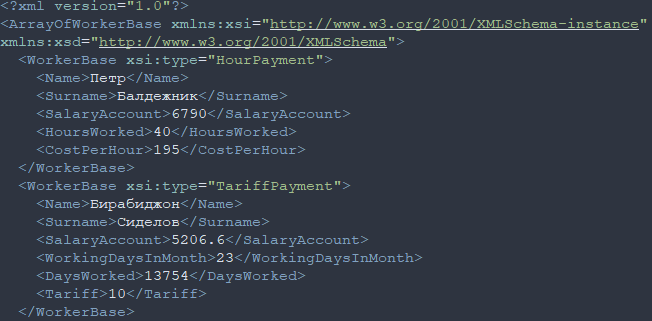 <?xml version="1.0"?>
<ArrayOfWorkerBase xmlns:xsi="http://www.w3.org/2001/XMLSchema-instance"
xmlns:xsd="http://www.w3.org/2001/XMLSchema">
<WorkerBase xsi:type="HourPayment">
<Name>Петр</Name>
<Surname>Балдежник</Surname>
<SalaryAccount>6790</SalaryAccount>
<HoursWorked>40</HoursWorked>
<CostPerHour>195</CostPerHour>
</WorkerBase>
<WorkerBase xsi:type="TariffPayment">
<Name>Бирабиджон</Name>
<Surname>Сиделов</Surname>
<SalaryAccount>5206.6</SalaryAccount>
<WorkingDaysInMonth>23</WorkingDaysInMonth>
<DaysWorked>13754</DaysWorked>
<Tariff>10</Tariff>
</WorkerBase>